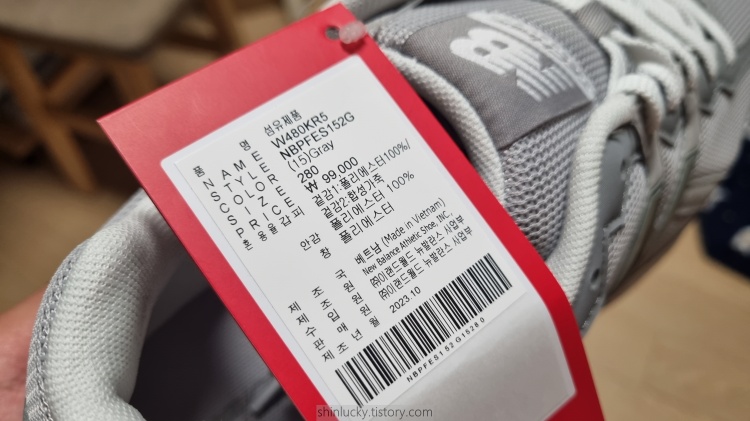 품 명 섬유제품
NAME W480KR5
STYLE NBPFES152G
COLOR (15)Gray
SIZE 280
PRICE ₩ 99,000
혼 용 율 겉감1:폴리에스터100%/
겉감2:합성가죽
안감 폴리에스터 100%
창 폴리에스터
제 조 국 베트남 (Made in Vietnam)
제 조 원 New Balance Athletic Shoe, INC.
수 입 원 ㈜이랜드월드 뉴발란스 사업부
판 매 원 ㈜이랜드월드 뉴발란스 사업부
제 조 년 월 2023.10
NBPFES152G15280
shinlucky.tistory.com